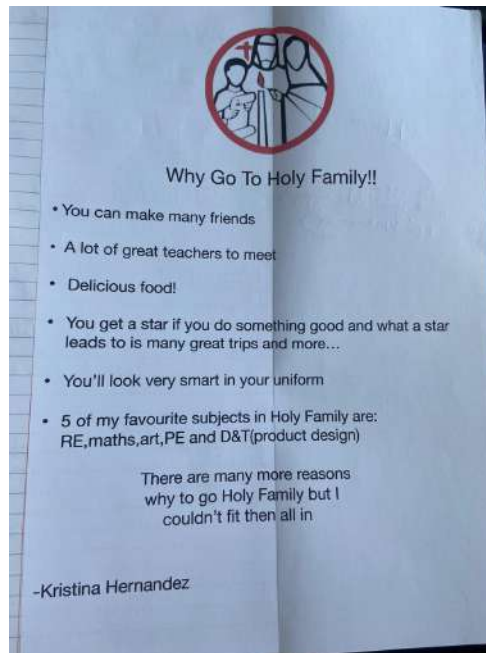 Why Go To Holy Family!!
• You can make many friends
• A lot of great teachers to meet
• Delicious food!
• You get a star if you do something good and what a star
leads to is many great trips and more...
• You'll look very smart in your uniform
• 5 of my favourite subjects in Holy Family are:
RE,maths,art,PE and D&T(product design)
There are many more reasons
why to go Holy Family but I
couldn't fit then all in
-Kristina Hernandez